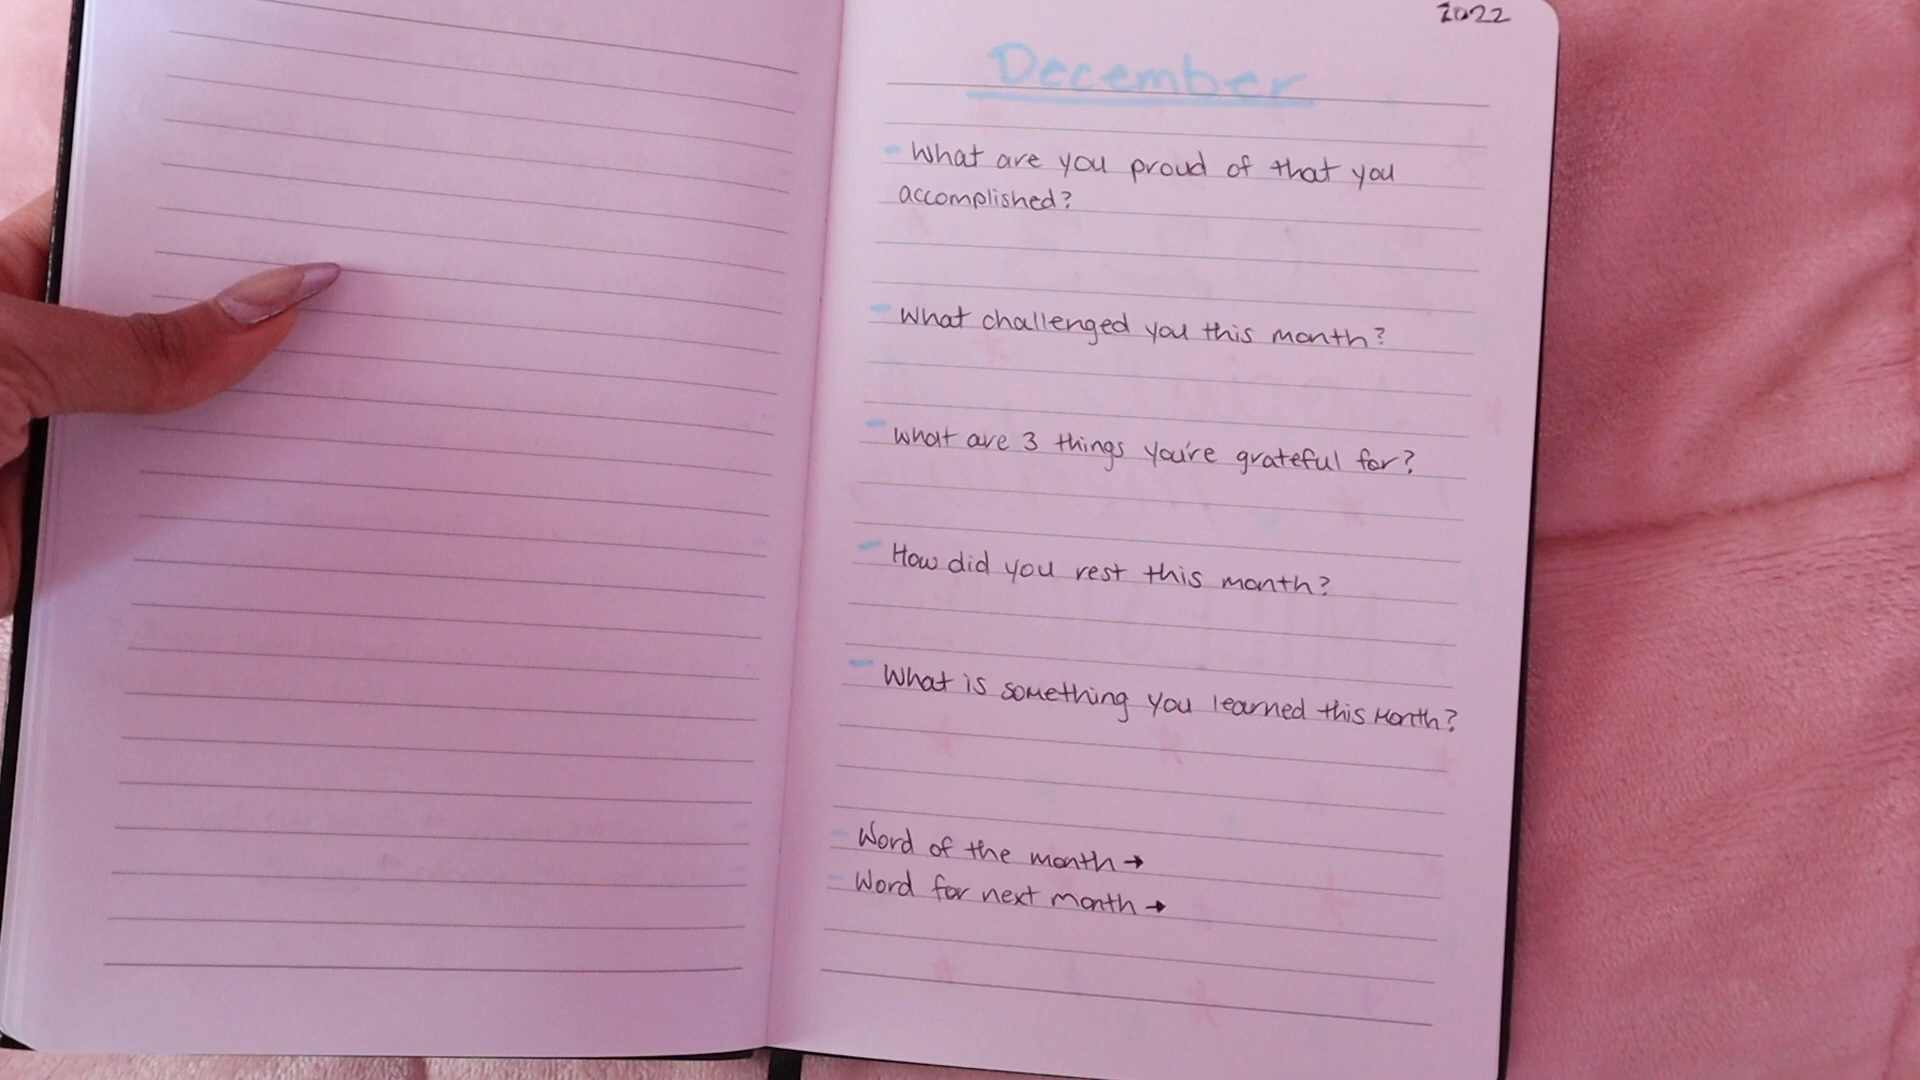 2022
December
- What are you proud of that you
accomplished?
- What challenged you this month?
- What are 3 things you're grateful for?
- How did you rest this month?
- What is something you learned this Month?
- Word of the month →
- Word for next month →